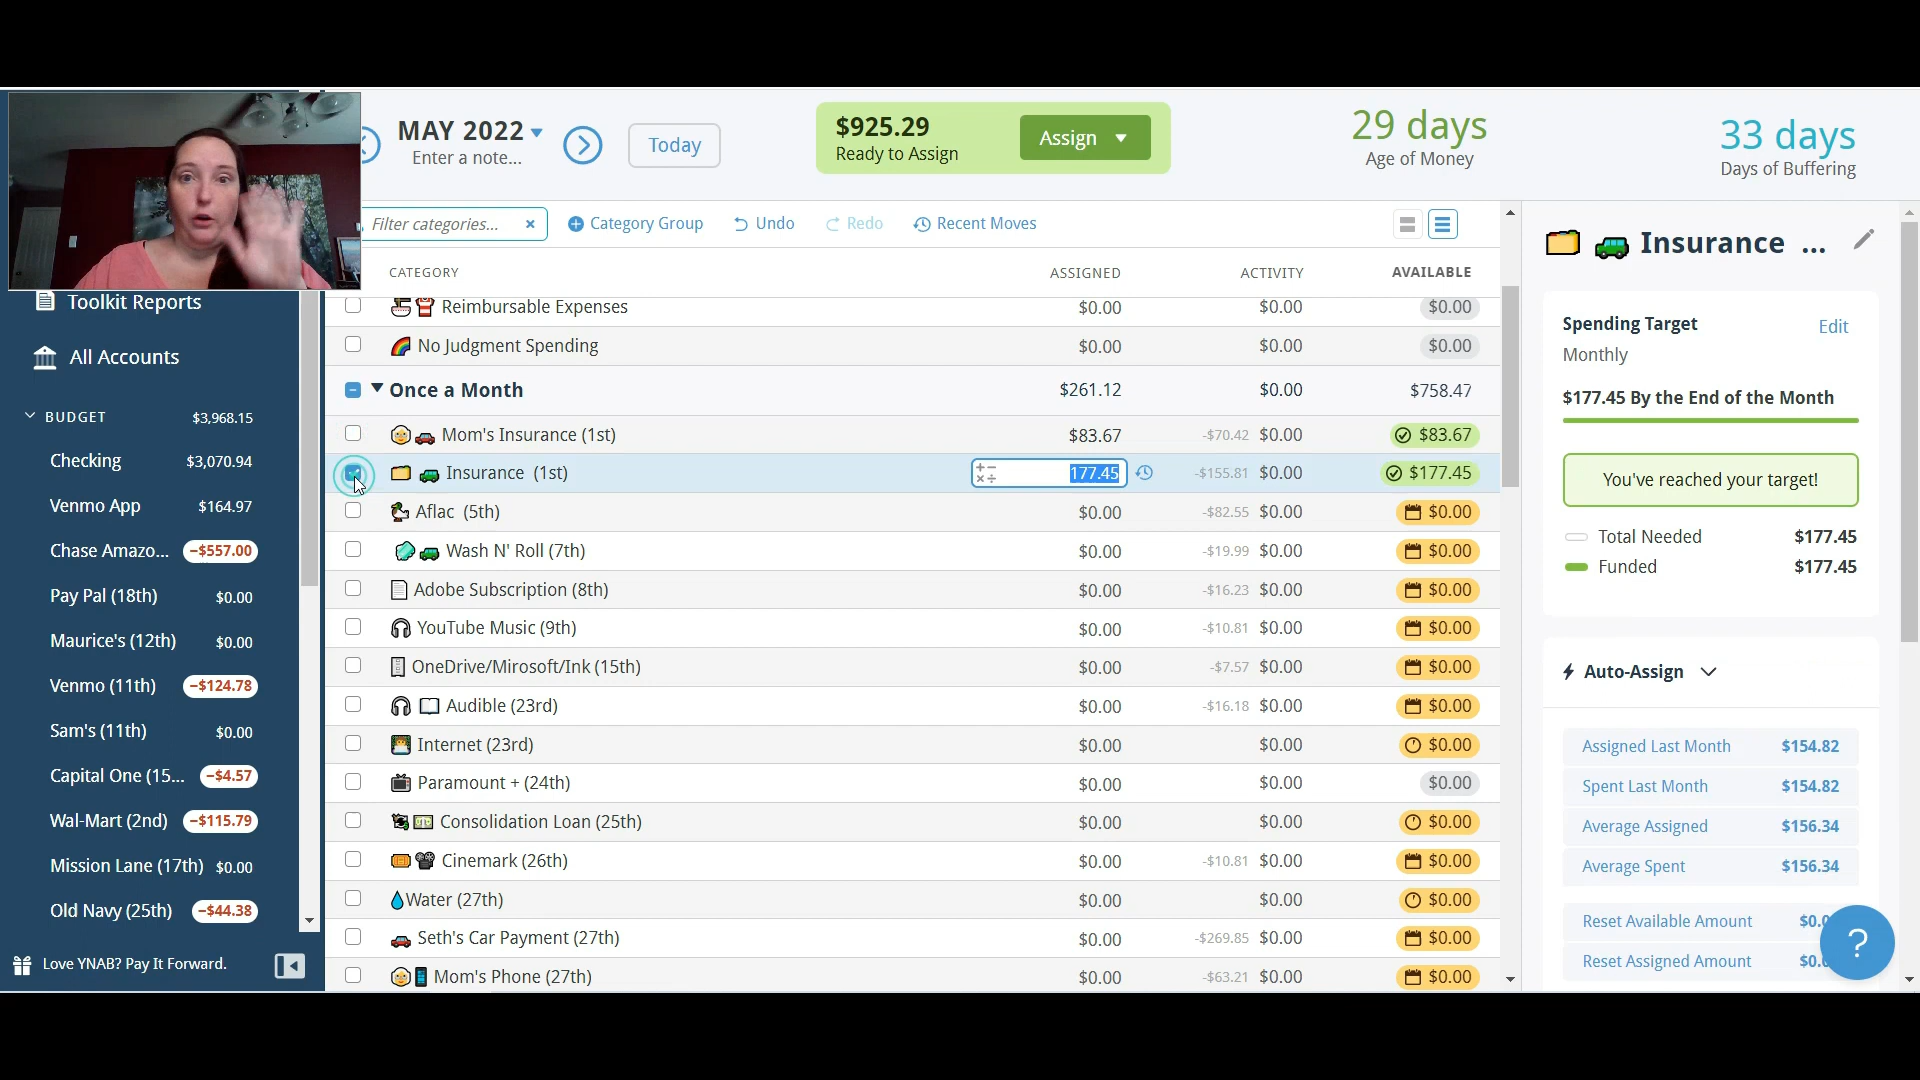 MAY 2022
Enter a note...
Today
$925.29
Ready to Assign
Assign
29 days
Age of Money
33 days
Days of Buffering
Filter categories...
Category Group
Undo
Redo
Recent Moves
CATEGORY ASSIGNED ACTIVITY AVAILABLE
Reimbursable Expenses $0.00 $0.00 $0.00
No Judgment Spending $0.00 $0.00 $0.00
Once a Month $261.12 $0.00 $758.47
Mom's Insurance (1st) $83.67 -$70.42 $0.00 $83.67
Insurance (1st) 177.45 -$155.81 $0.00 $177.45
Aflac (5th) $0.00 -$82.55 $0.00 $0.00
Wash N' Roll (7th) $0.00 -$19.99 $0.00 $0.00
Adobe Subscription (8th) $0.00 -$16.23 $0.00 $0.00
YouTube Music (9th) $0.00 -$10.81 $0.00 $0.00
OneDrive/Mirosoft/Ink (15th) $0.00 -$7.57 $0.00 $0.00
Audible (23rd) $0.00 -$16.18 $0.00 $0.00
Internet (23rd) $0.00 $0.00 $0.00
Paramount + (24th) $0.00 $0.00 $0.00
Consolidation Loan (25th) $0.00 $0.00 $0.00
Cinemark (26th) $0.00 -$10.81 $0.00 $0.00
Water (27th) $0.00 $0.00 $0.00
Seth's Car Payment (27th) $0.00 -$269.85 $0.00 $0.00
Mom's Phone (27th) $0.00 -$63.21 $0.00 $0.00
Toolkit Reports
All Accounts
BUDGET $3,968.15
Checking $3,070.94
Venmo App $164.97
Chase Amazo... −$557.00
Pay Pal (18th) $0.00
Maurice's (12th) $0.00
Venmo (11th) −$124.78
Sam's (11th) $0.00
Capital One (15... −$4.57
Wal-Mart (2nd) −$115.79
Mission Lane (17th) $0.00
Old Navy (25th) −$44.38
Love YNAB? Pay It Forward.
Insurance ...
Spending Target
Edit
Monthly
$177.45 By the End of the Month
You've reached your target!
Total Needed $177.45
Funded $177.45
Auto-Assign
Assigned Last Month $154.82
Spent Last Month $154.82
Average Assigned $156.34
Average Spent $156.34
Reset Available Amount
Reset Assigned Amount
?